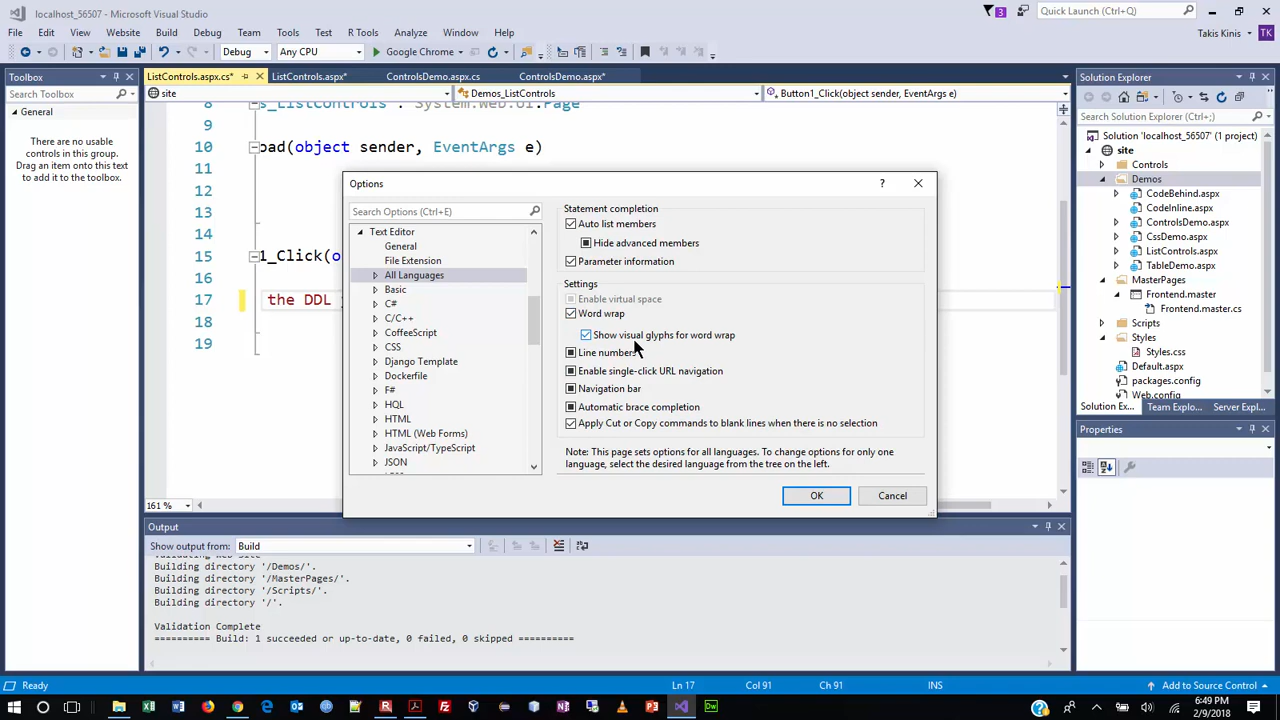 localhost_56507 - Microsoft Visual Studio
3
Quick Launch (Ctrl+Q)
File Edit View Website Build Debug Team Tools Test R Tools Analyze Window Help
Takis Kinis
Debug Any CPU Google Chrome
Toolbox
Search Toolbox
General
There are no usable
controls in this group.
Drag an item onto this text
to add it to the toolbox.
ListControls.aspx.cs* ListControls.aspx* ControlsDemo.aspx.cs ControlsDemo.aspx*
site Demos_ListControls Button1_Click(object sender, EventArgs e)
8 s_ListControls : System.Web.UI.Page
9
10 oad(object sender, EventArgs e)
11
12
13
14
15 1_Click(o
16
17 the DDL
18
19
161 %
Options
Search Options (Ctrl+E)
Text Editor
General
File Extension
All Languages
Basic
C#
C/C++
CoffeeScript
CSS
Django Template
Dockerfile
F#
HQL
HTML
HTML (Web Forms)
JavaScript/TypeScript
JSON
Statement completion
Auto list members
Hide advanced members
Parameter information
Settings
Enable virtual space
Word wrap
Show visual glyphs for word wrap
Line numbers
Enable single-click URL navigation
Navigation bar
Automatic brace completion
Apply Cut or Copy commands to blank lines when there is no selection
Note: This page sets options for all languages. To change options for only one
language, select the desired language from the tree on the left.
OK Cancel
Output
Show output from: Build
Validating Web Site
Building directory '/Demos/'.
Building directory '/MasterPages/'.
Building directory '/Scripts/'.
Building directory '/'.
Validation Complete
========== Build: 1 succeeded or up-to-date, 0 failed, 0 skipped ==========
Solution Explorer
Search Solution Explorer (Ctrl+;)
Solution 'localhost_56507' (1 project)
site
Controls
Demos
CodeBehind.aspx
CodeInline.aspx
ControlsDemo.aspx
CssDemo.aspx
ListControls.aspx
TableDemo.aspx
MasterPages
Frontend.master
Frontend.master.cs
Scripts
Styles
Styles.css
Default.aspx
packages.config
Web.config
Solution Ex... Team Explo... Server Expl...
Properties
Ready Ln 17 Col 91 Ch 91 INS Add to Source Control
6:49 PM
2/9/2018